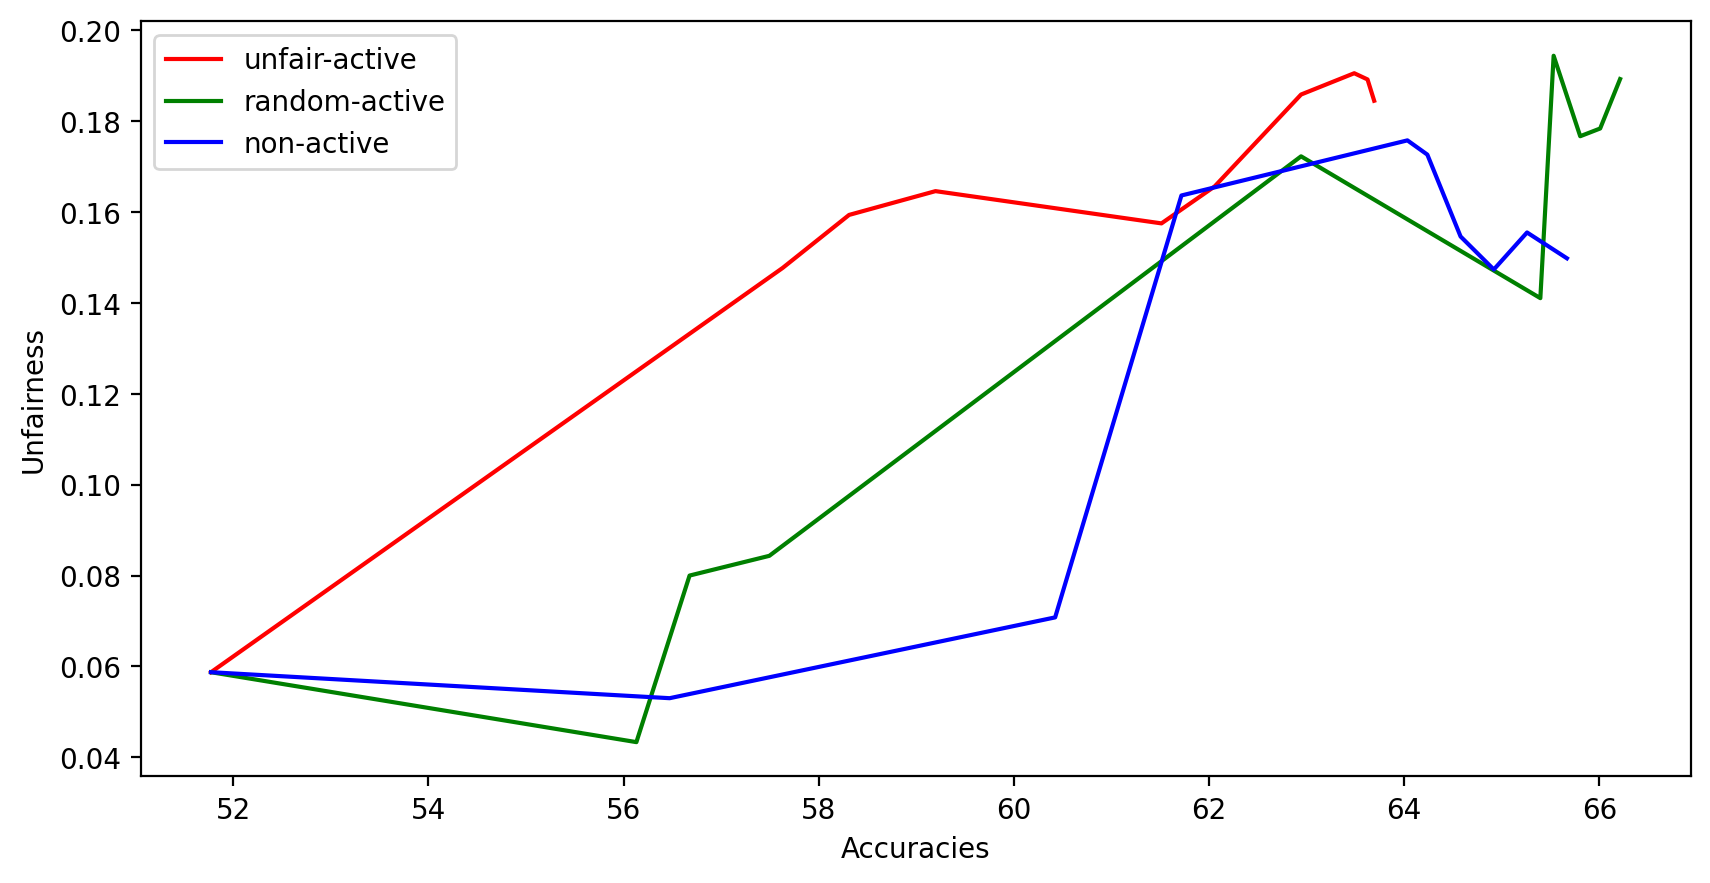 unfair-active
random-active
non-active
0.20
0.18
0.16
0.14
0.12
0.10
0.08
0.06
0.04
Unfairness
52 54 56 58 60 62 64 66
Accuracies